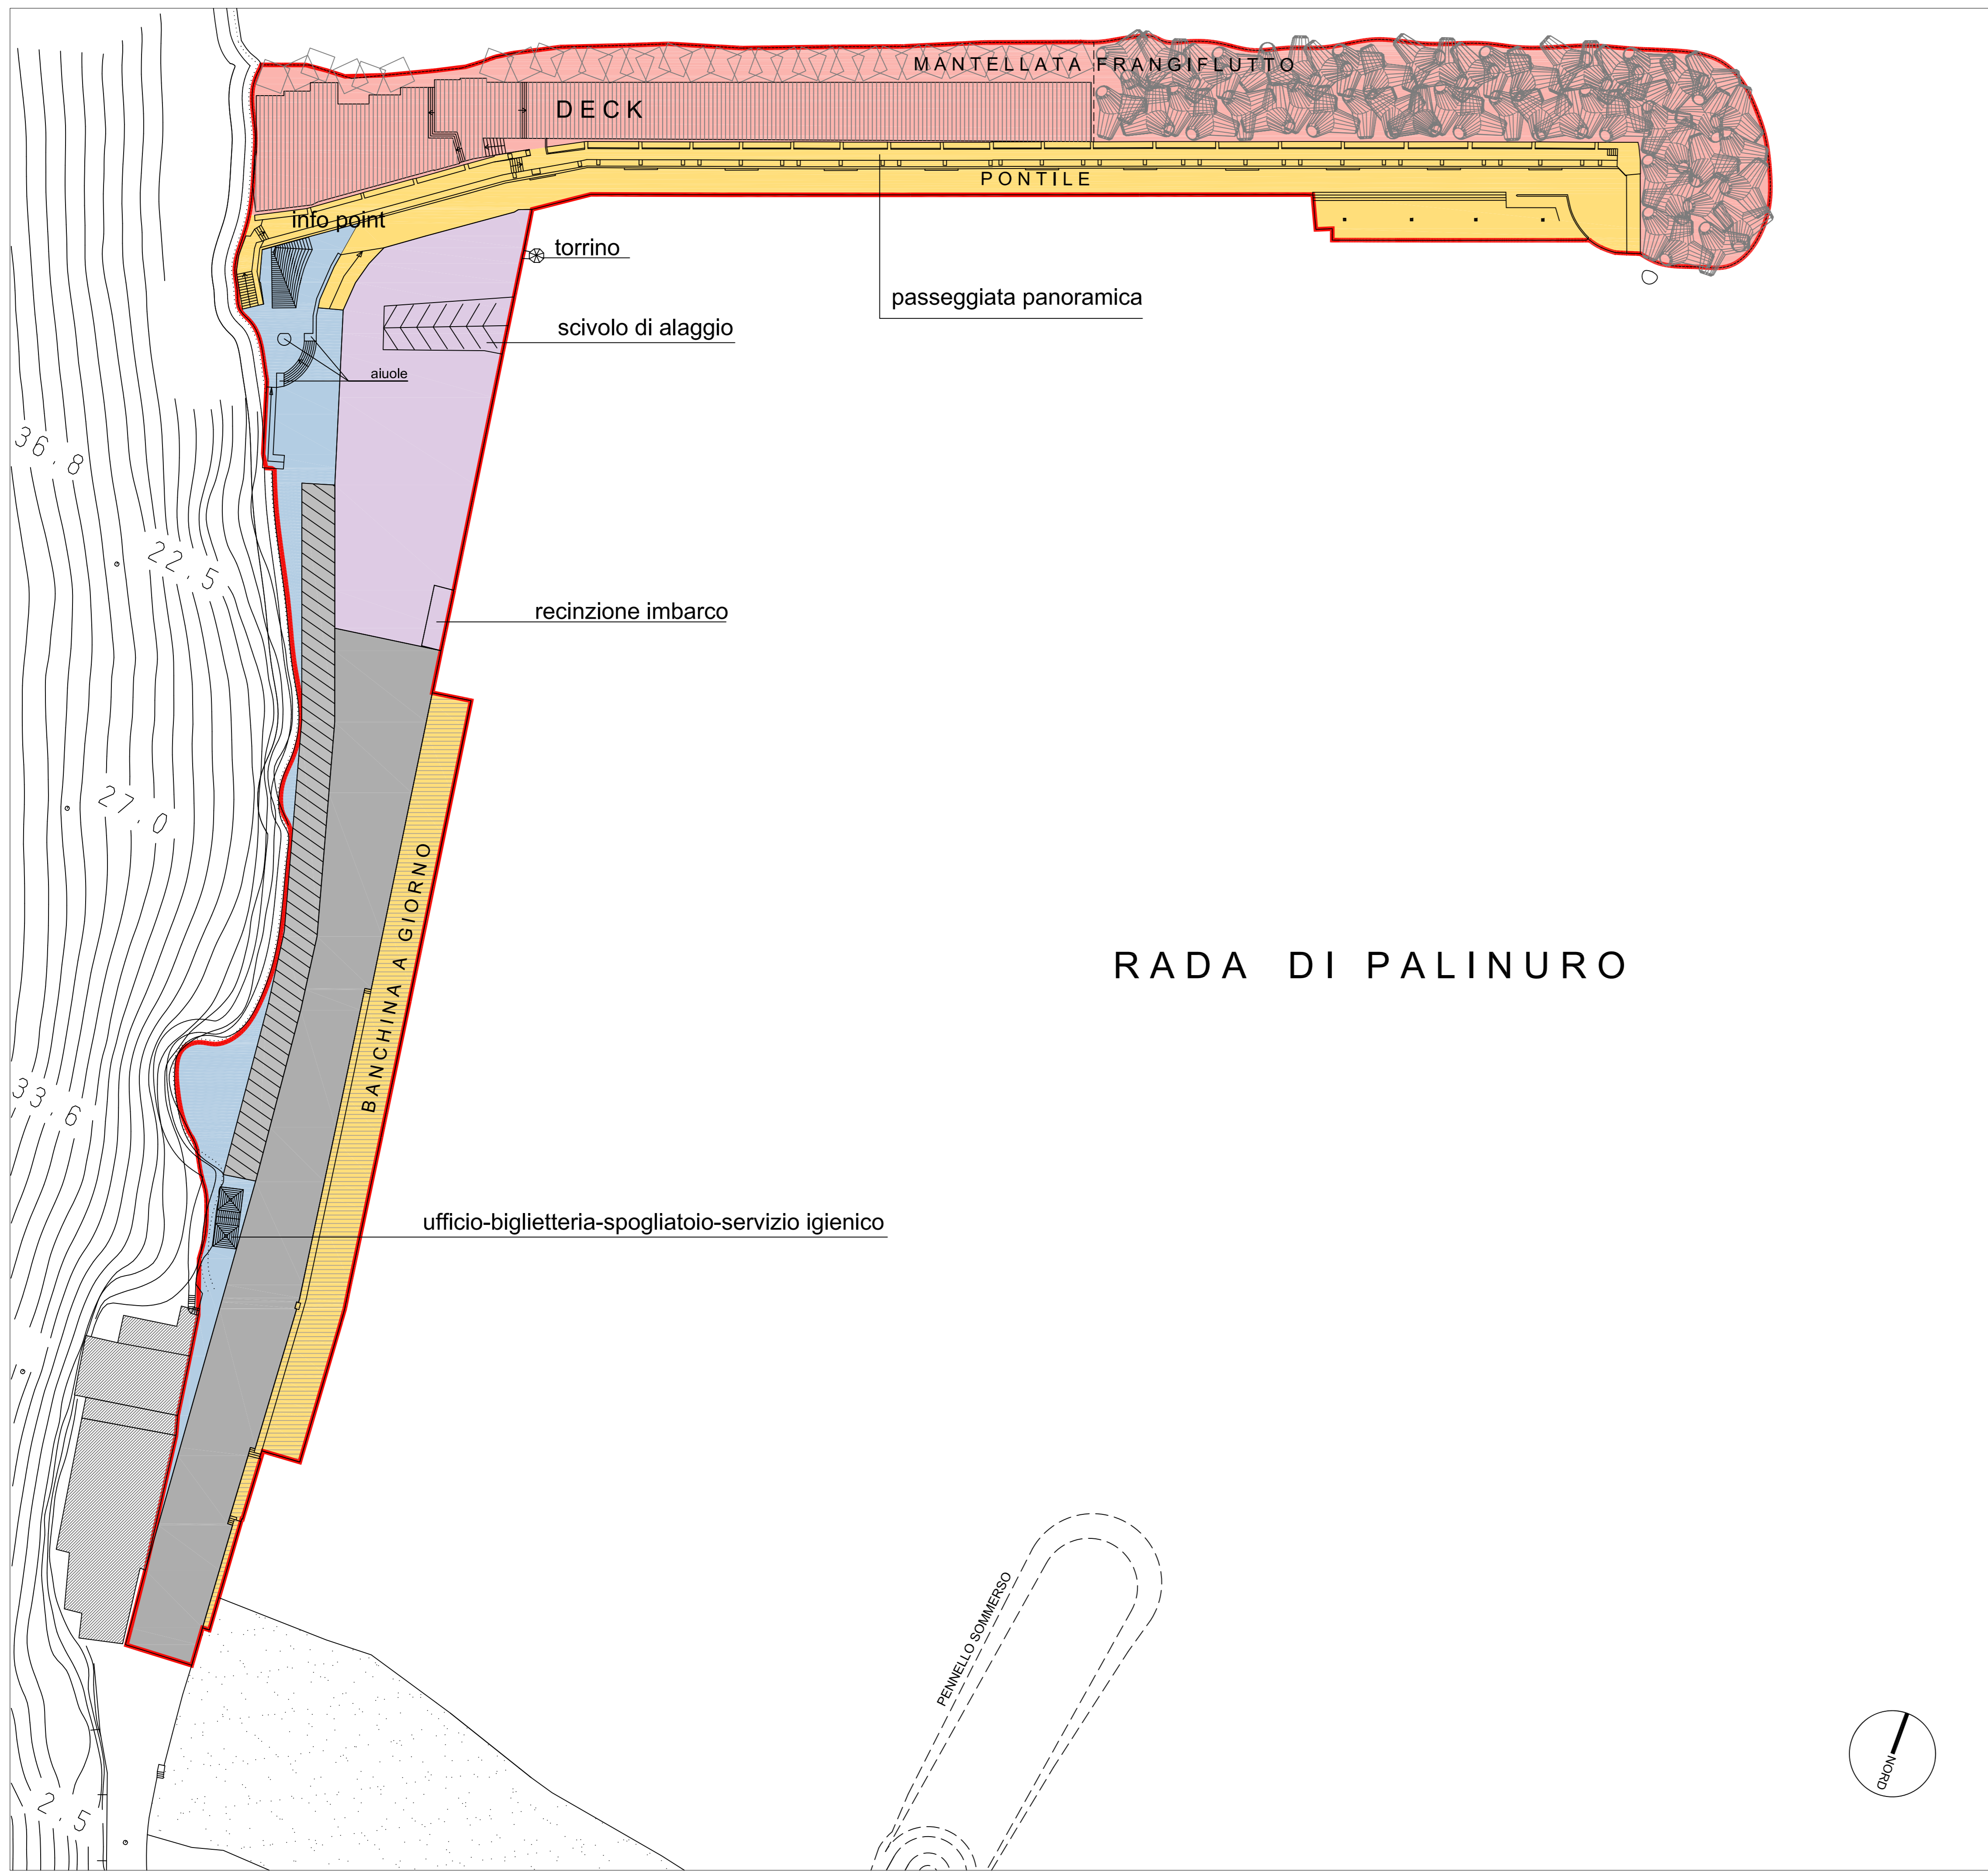 MANTELLATA FRANGIFLUTTO
DECK
PONTILE
info point
torrino
passeggiata panoramica
scivolo di alaggio
aiuole
36.8
22.5
recinzione imbarco
27.0
BANCHINA A GIORNO
RADA DI PALINURO
33.6
ufficio-biglietteria-spogliatoio-servizio igienico
PENNELLO SOMMERSO
NORD
2.5